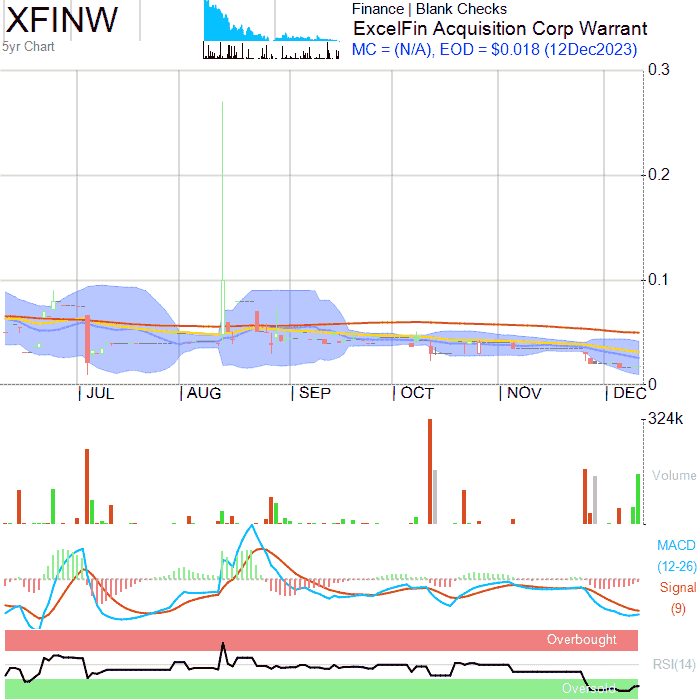 XFINW
5yr Chart
Finance | Blank Checks
ExcelFin Acquisition Corp Warrant
MC = (N/A), EOD = $0.018 (12Dec2023)
0.3
0.2
0.1
0
JUL
AUG
SEP
OCT
NOV
DEC
324k
Volume
MACD
(12-26)
Signal
(9)
Overbought
RSI(14)
Oversold